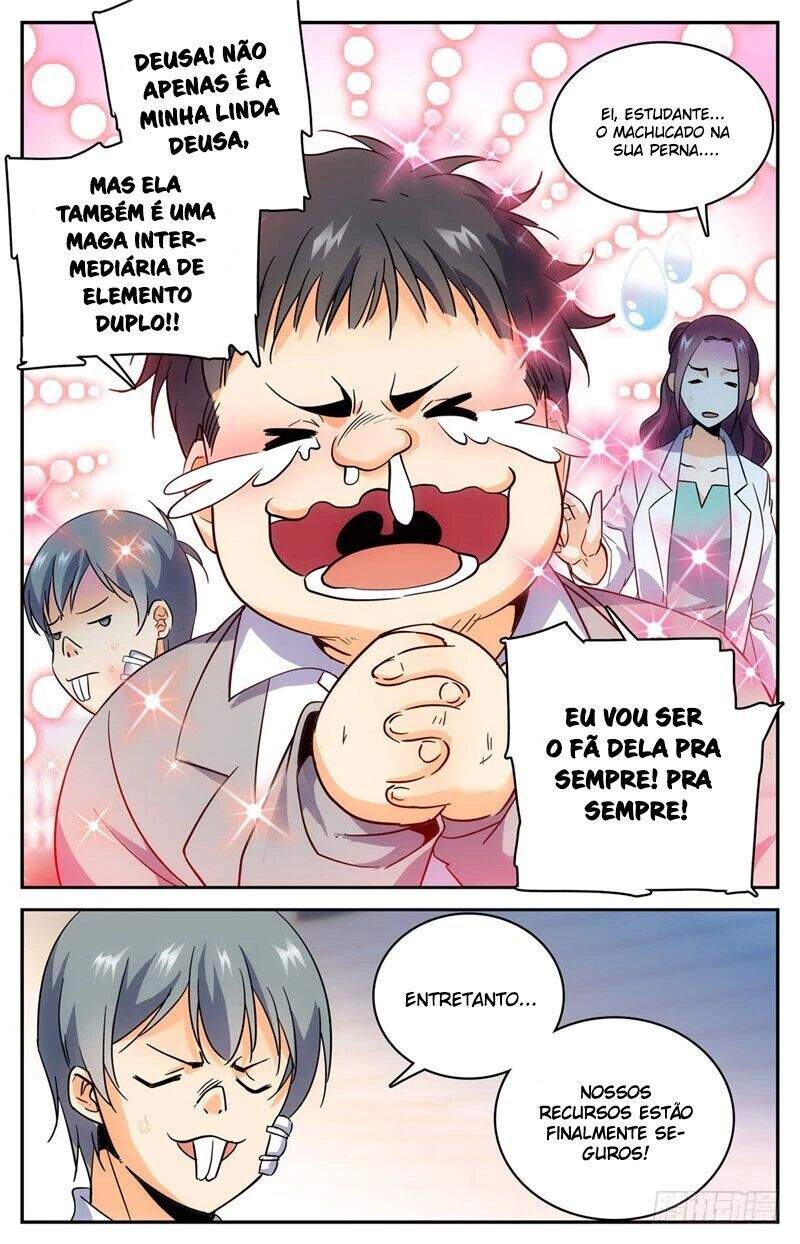 DEUSA! NÃO
APENAS É A
MINHA LINDA
DEUSA,
MAS ELA
TAMBÉM É UMA
MAGA INTER-
MEDIÁRIA DE
ELEMENTO
DUPLO!!
EI, ESTUDANTE...
O MACHUCADO NA
SUA PERNA....
EU VOU SER
O FÃ DELA PRA
SEMPRE! PRA
SEMPRE!
ENTRETANTO...
NOSSOS
RECURSOS ESTÃO
FINALMENTE SE-
GUROS!